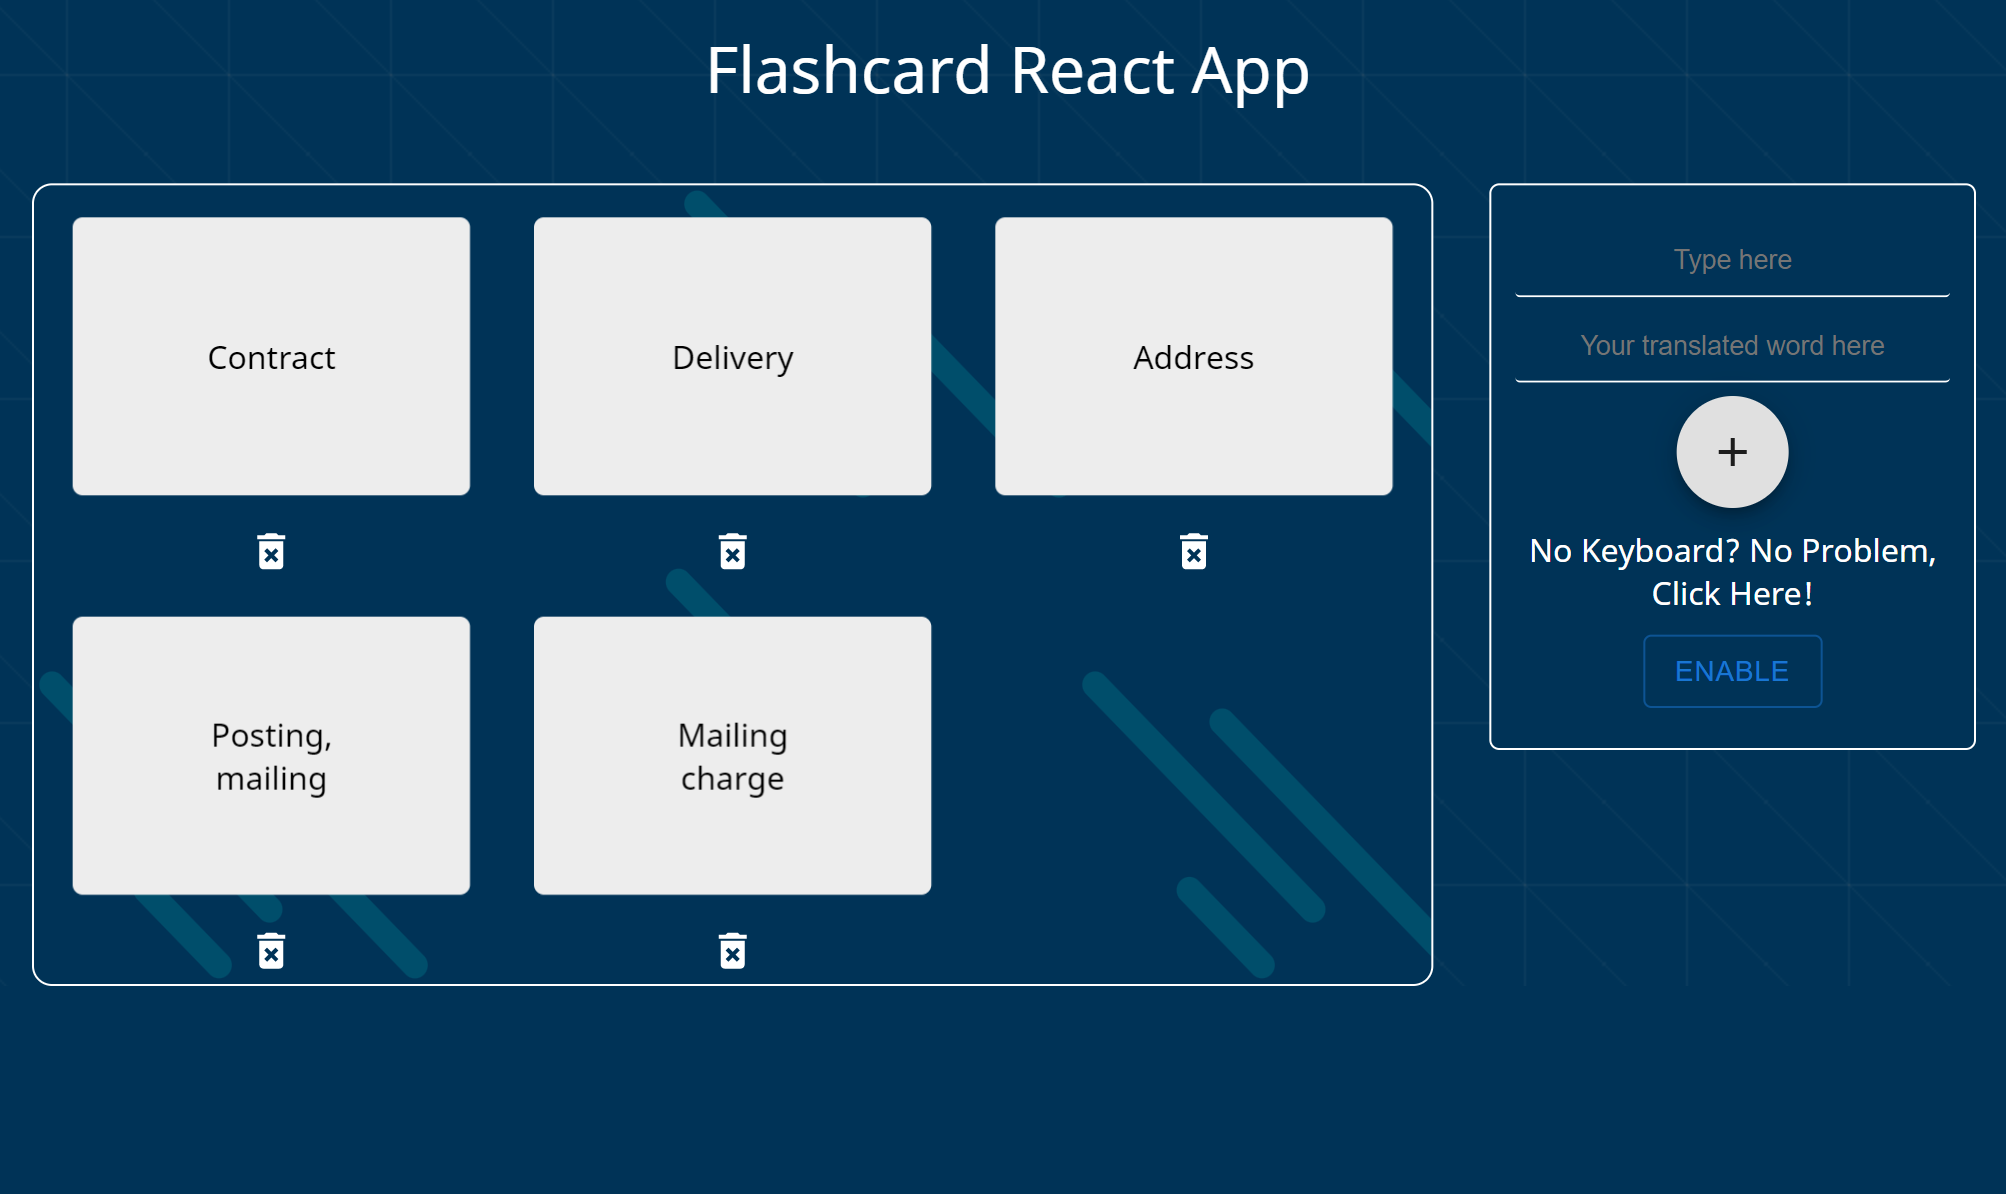 Flashcard React App
Contract
Delivery
Address
Posting,
mailing
Mailing
charge
Type here
Your translated word here
+
No Keyboard? No Problem,
Click Here!
ENABLE